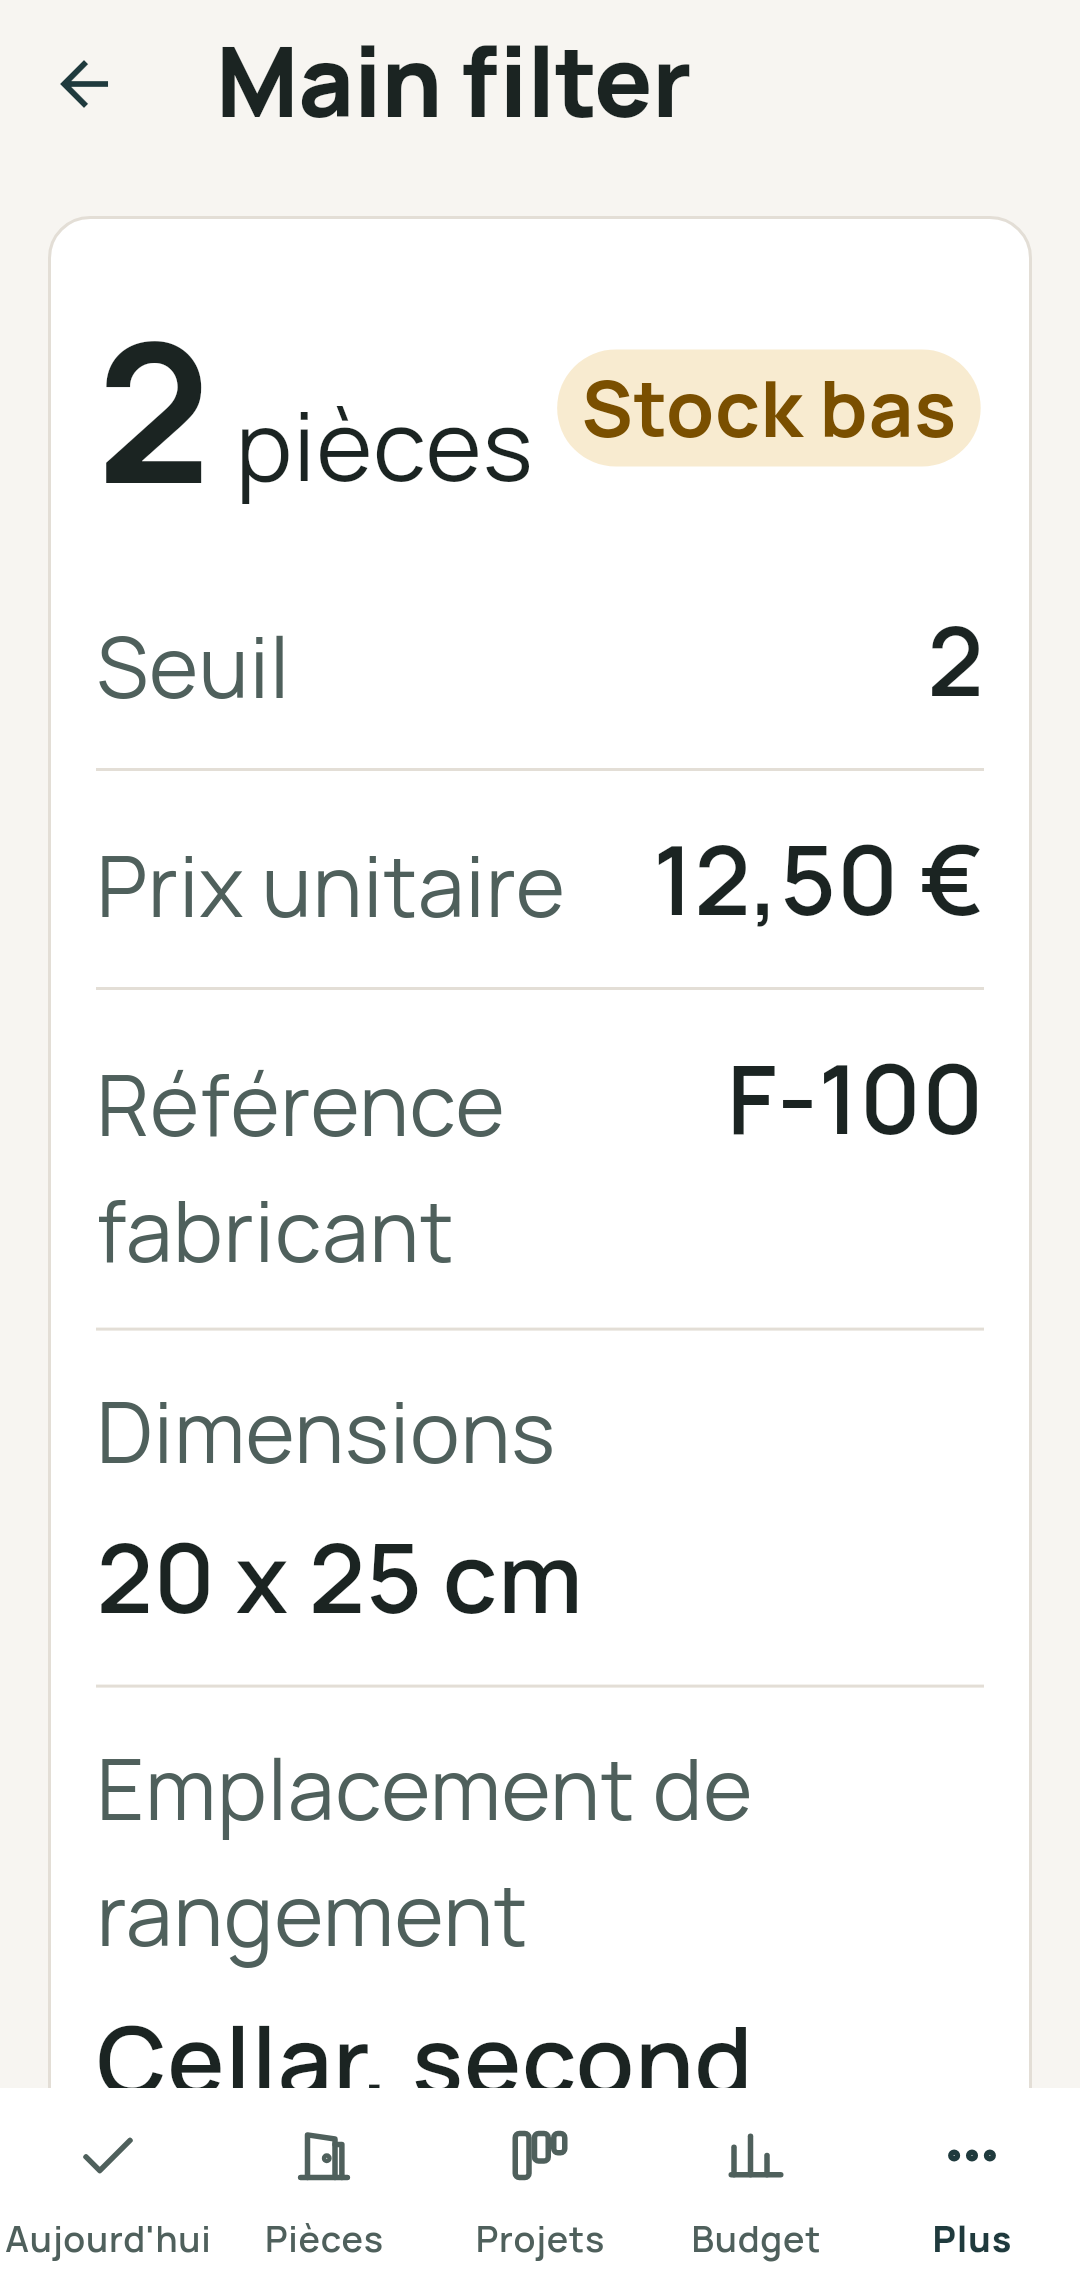 Main filter
2 pièces
Stock bas
Seuil
2
Prix unitaire
12,50 €
Référence
fabricant
F-100
Dimensions
20 x 25 cm
Emplacement de
rangement
Cellar, second
Aujourd'hui
Pièces
Projets
Budget
Plus